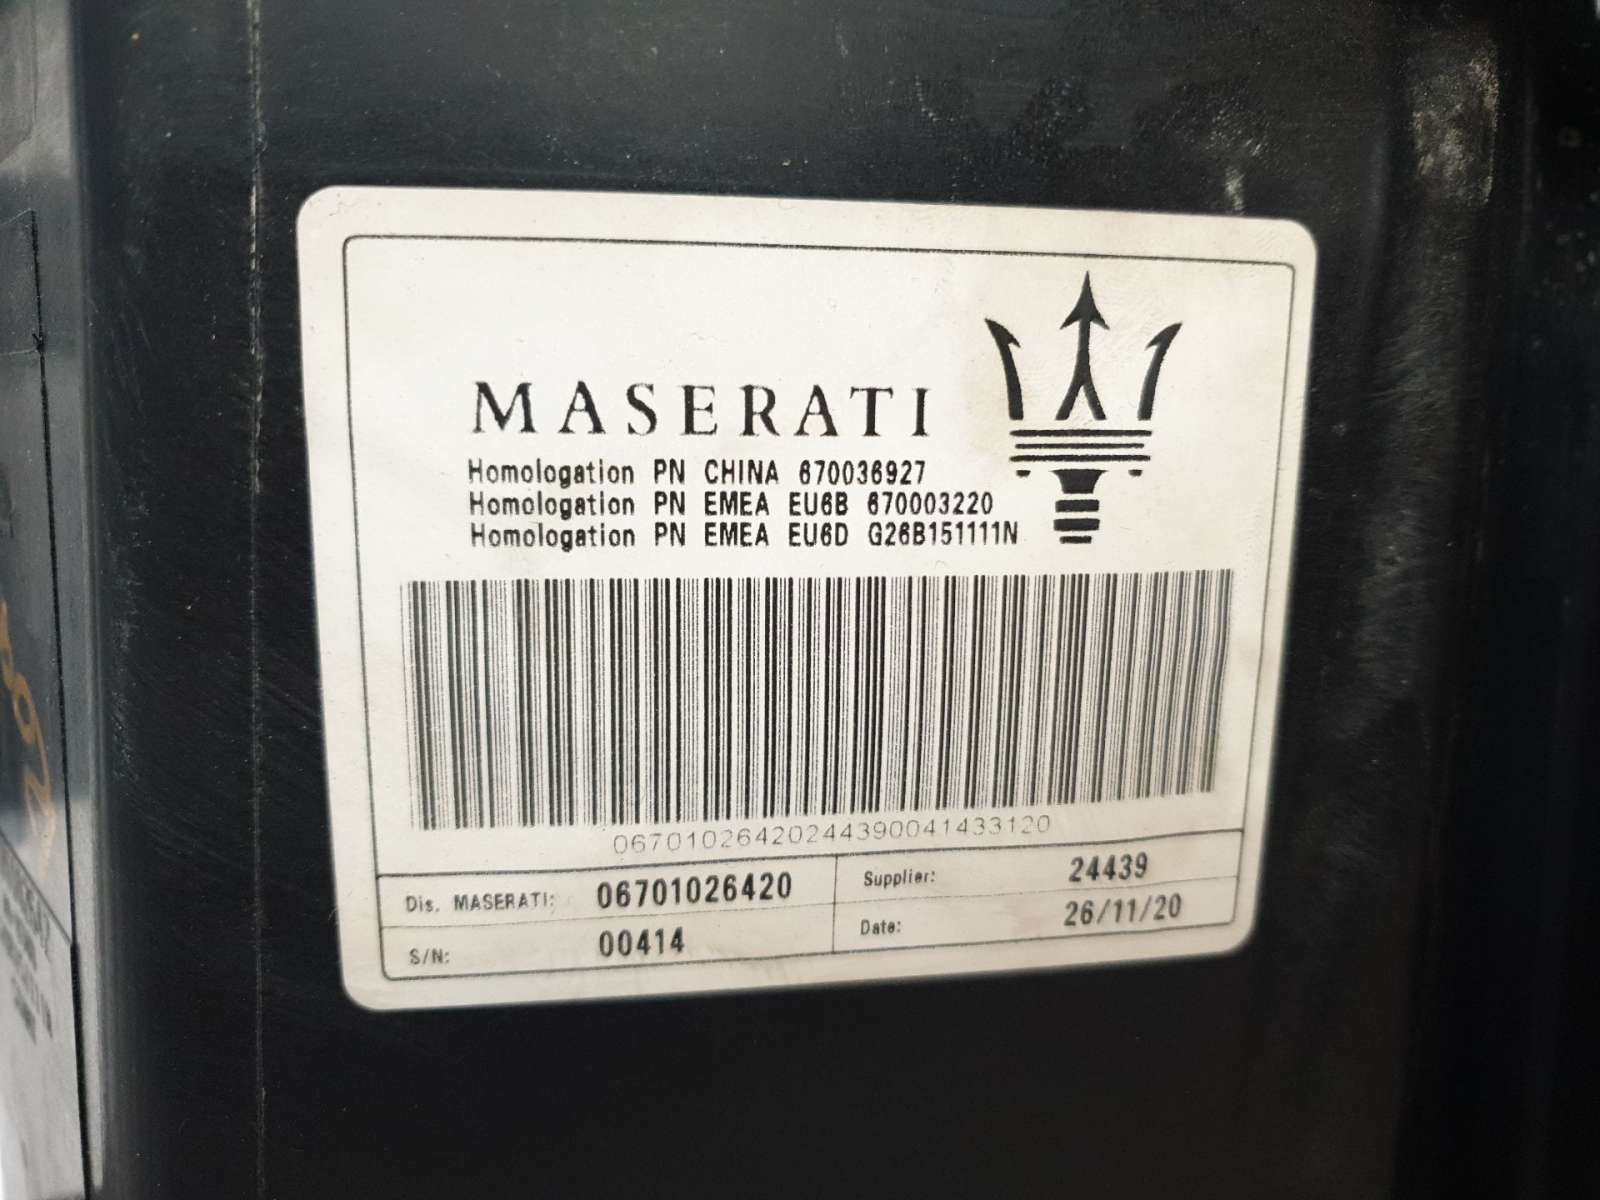 MASERATI
Homologation PN CHINA 670036927
Homologation PN EMEA EU6B 670003220
Homologation PN EMEA EU6D G26B151111N
06701026420244390041433120
Dis. MASERATI: 06701026420
Supplier: 24439
S/N: 00414
Date: 26/11/20